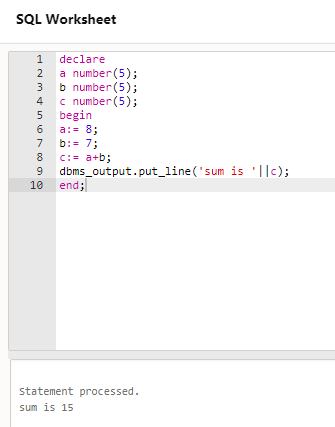 SQL Worksheet
1 declare
2 a number(5);
3 b number(5);
4 c number(5);
5 begin
6 a:= 8;
7 b:= 7;
8 c:= a+b;
9 dbms_output.put_line('sum is '||c);
10 end;
Statement processed.
sum is 15